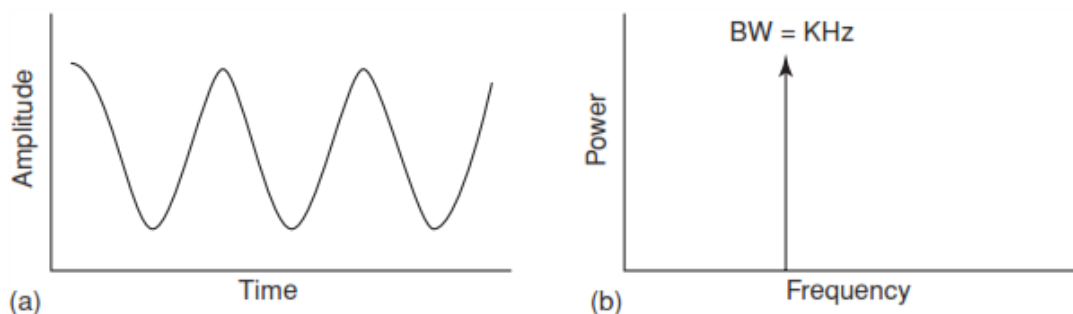 Amplitude
Time
(a)
BW = KHz
Power
Frequency
(b)